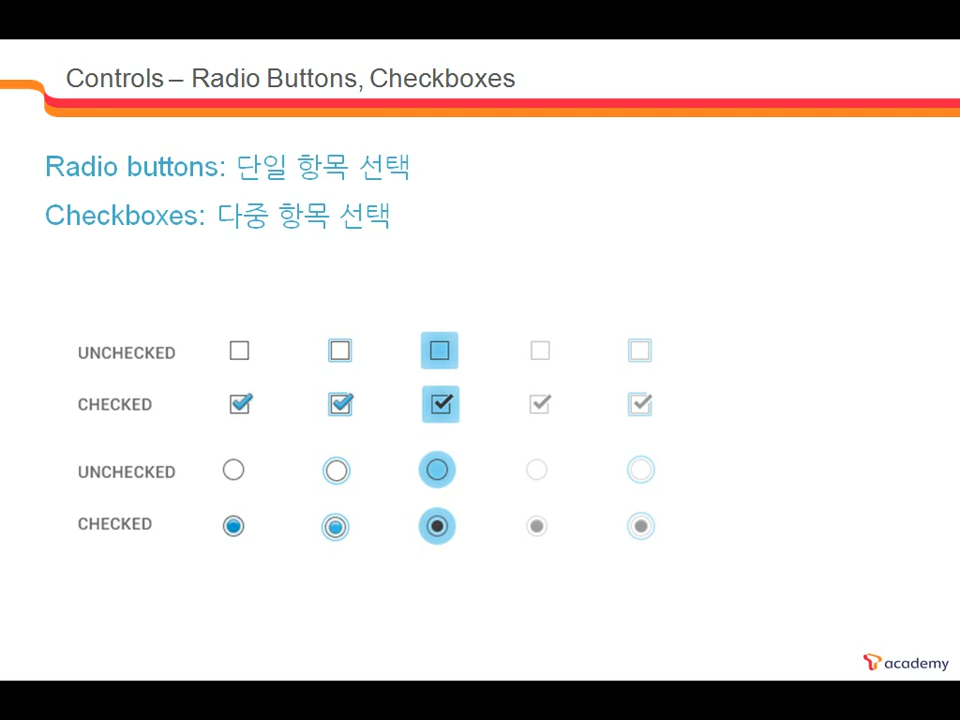 Controls – Radio Buttons, Checkboxes
Radio buttons: 단일 항목 선택
Checkboxes: 다중 항목 선택
UNCHECKED
CHECKED
UNCHECKED
CHECKED
T academy